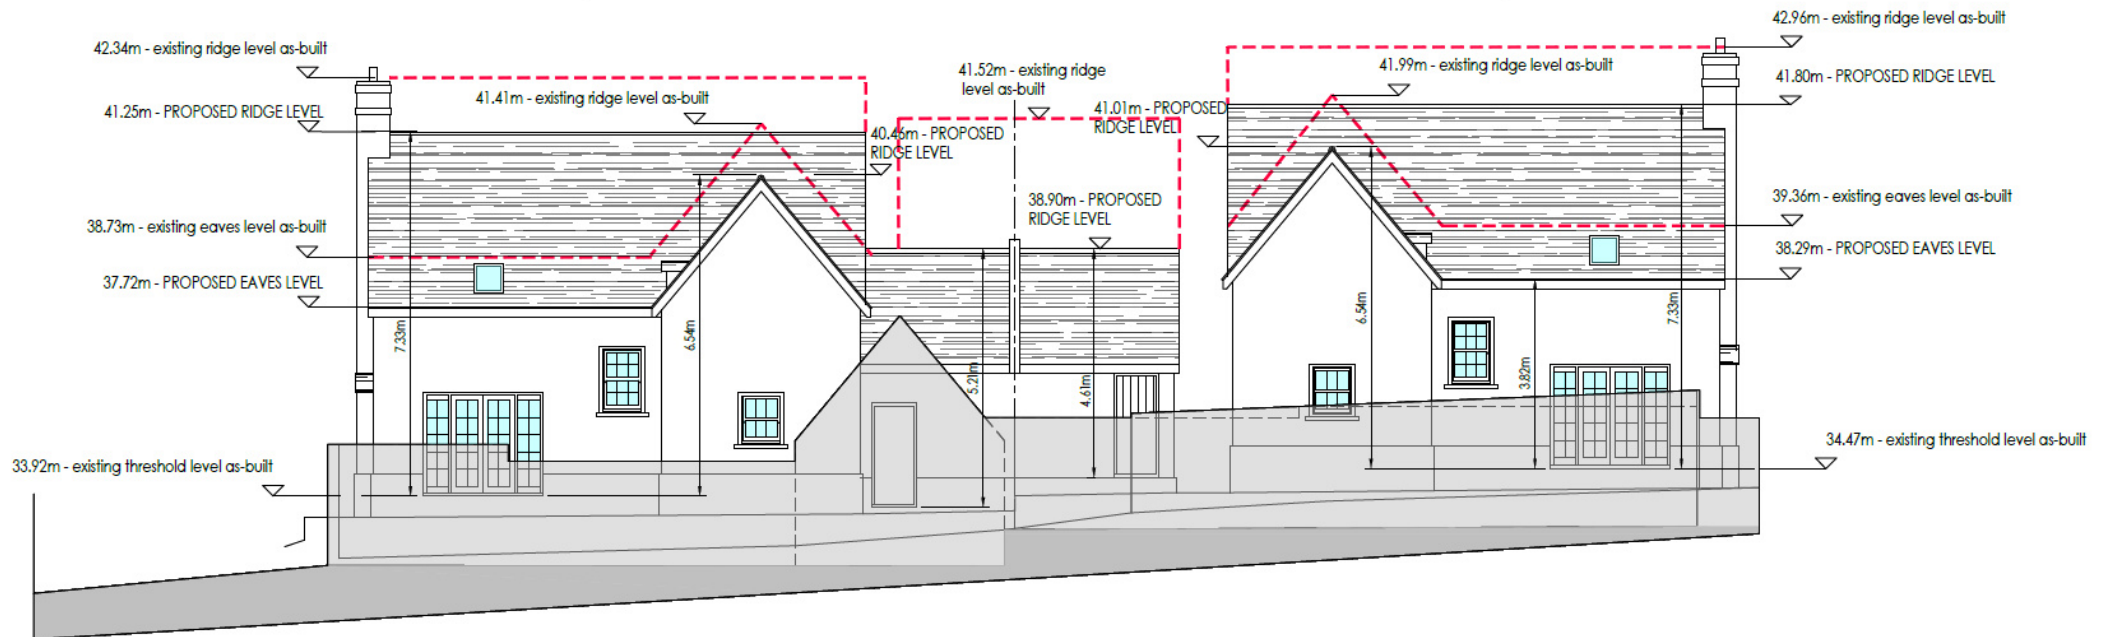 42.34m - existing ridge level as-built
41.25m - PROPOSED RIDGE LEVEL
41.41m - existing ridge level as-built
38.73m - existing eaves level as-built
37.72m - PROPOSED EAVES LEVEL
33.92m - existing threshold level as-built
7.33m
6.54m
40.46m - PROPOSED
RIDGE LEVEL
41.52m - existing ridge
level as-built
38.90m - PROPOSED
RIDGE LEVEL
5.21m
4.61m
41.01m - PROPOSED
RIDGE LEVEL
41.99m - existing ridge level as-built
6.54m
3.82m
7.33m
42.96m - existing ridge level as-built
41.80m - PROPOSED RIDGE LEVEL
39.36m - existing eaves level as-built
38.29m - PROPOSED EAVES LEVEL
34.47m - existing threshold level as-built